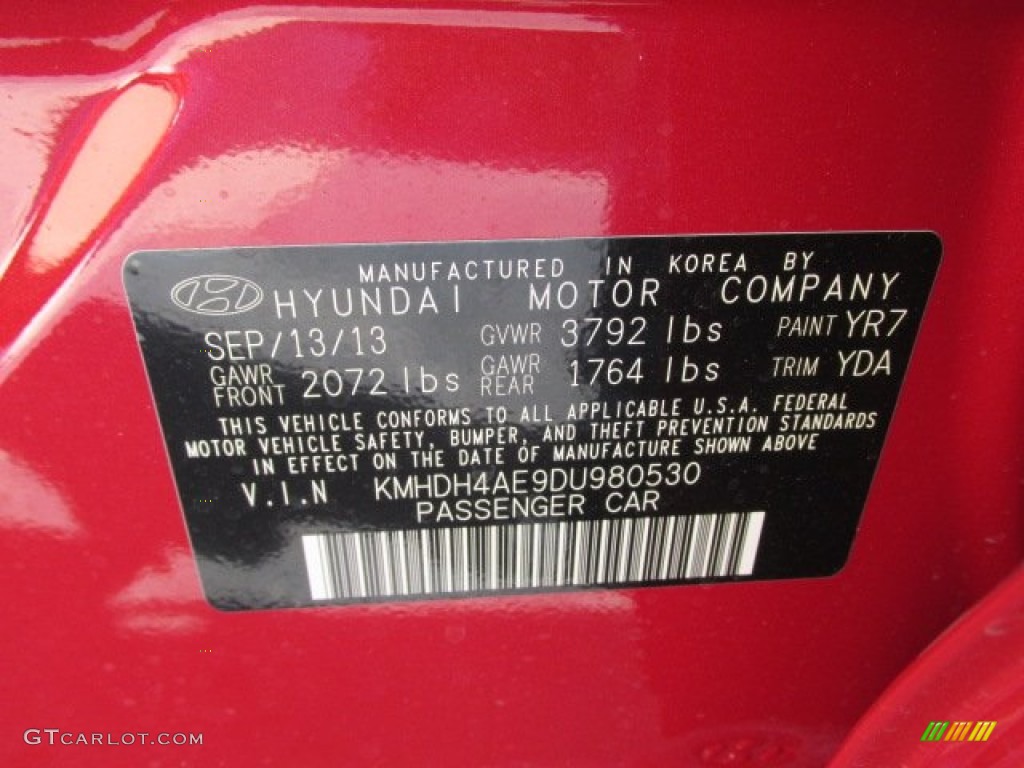 MANUFACTURED IN KOREA BY
HYUNDAI MOTOR COMPANY
SEP/13/13 GVWR 3792 lbs PAINT YR7
GAWR FRONT 2072 lbs GAWR REAR 1764 lbs TRIM YDA
THIS VEHICLE CONFORMS TO ALL APPLICABLE U.S.A. FEDERAL
MOTOR VEHICLE SAFETY, BUMPER, AND THEFT PREVENTION STANDARDS
IN EFFECT ON THE DATE OF MANUFACTURE SHOWN ABOVE
V.I.N KMHDH4AE9DU980530
PASSENGER CAR
GTCARLOT.COM